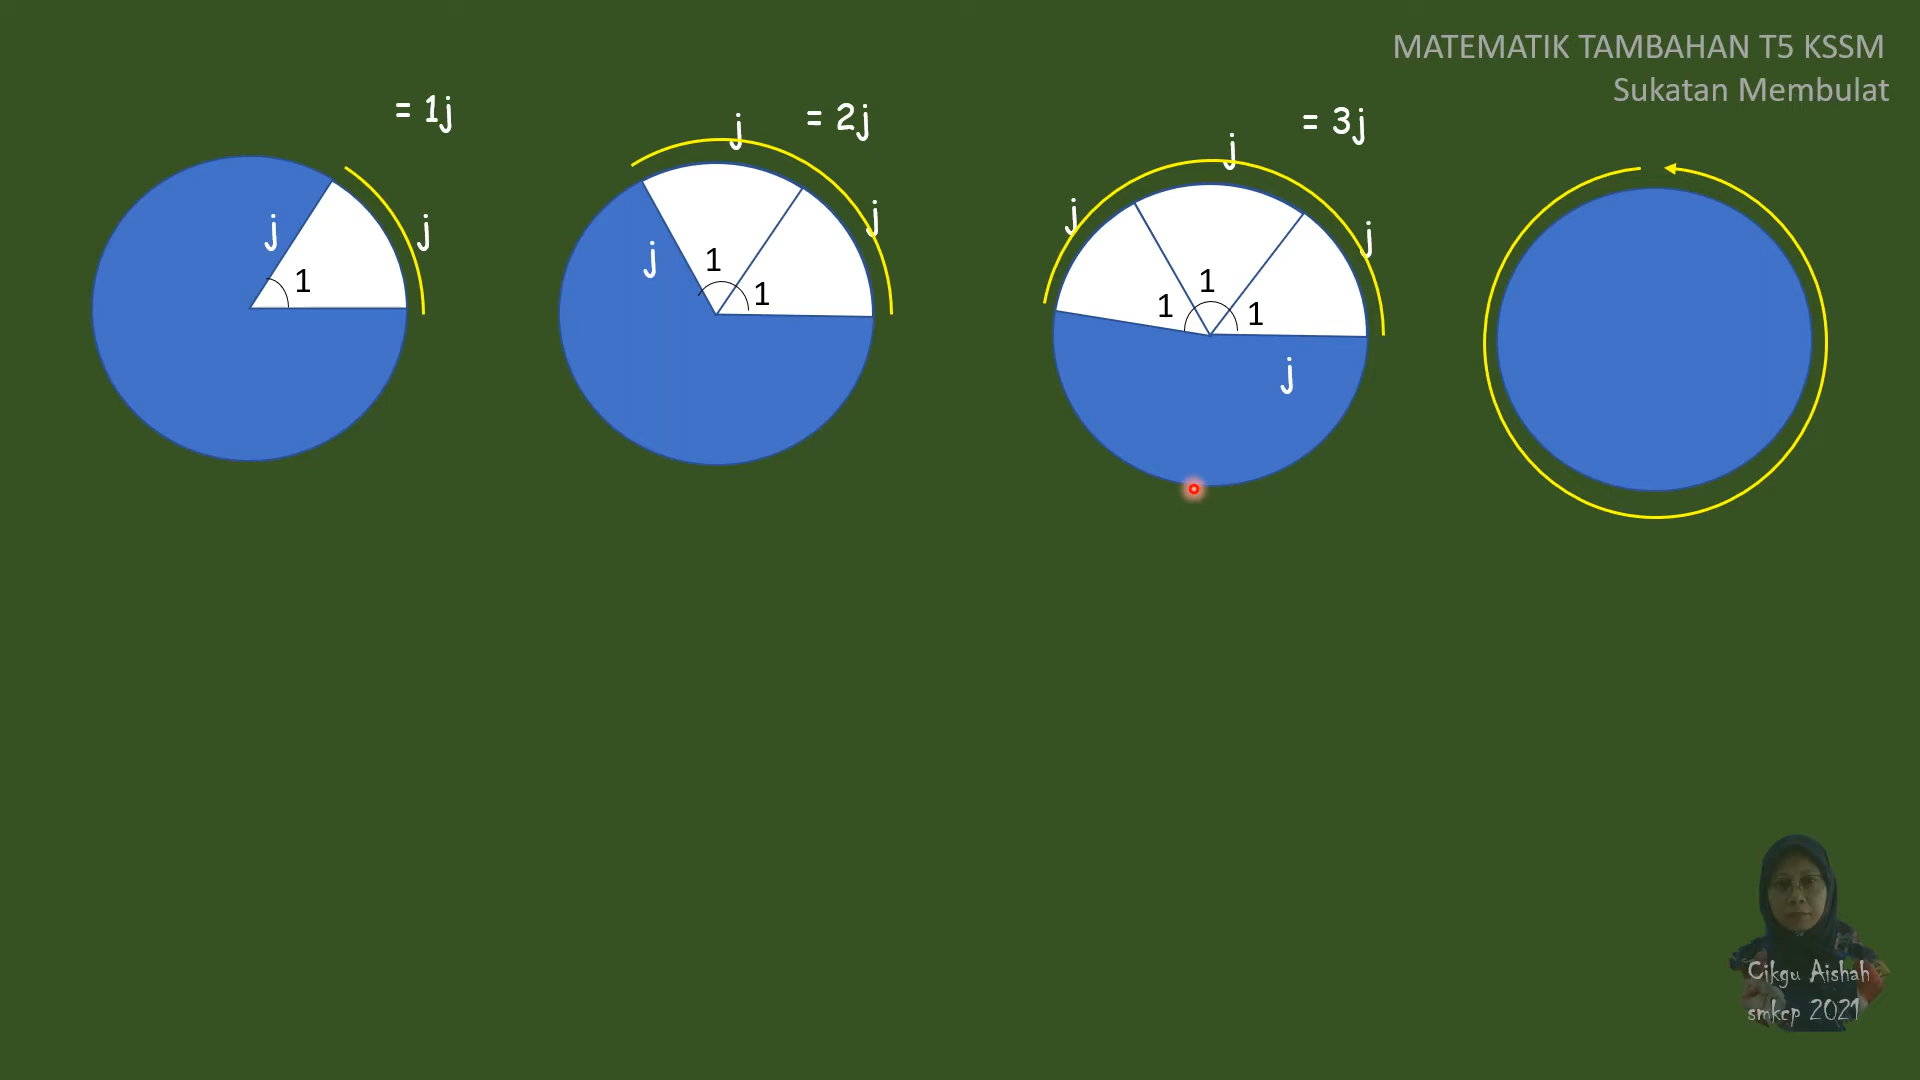 MATEMATIK TAMBAHAN T5 KSSM
Sukatan Membulat
= 1j
j
j
1
= 2j
j
j
j
1
1
= 3j
j
j
j
1
1
1
j
Cikgu Aishah
smkcp 2021